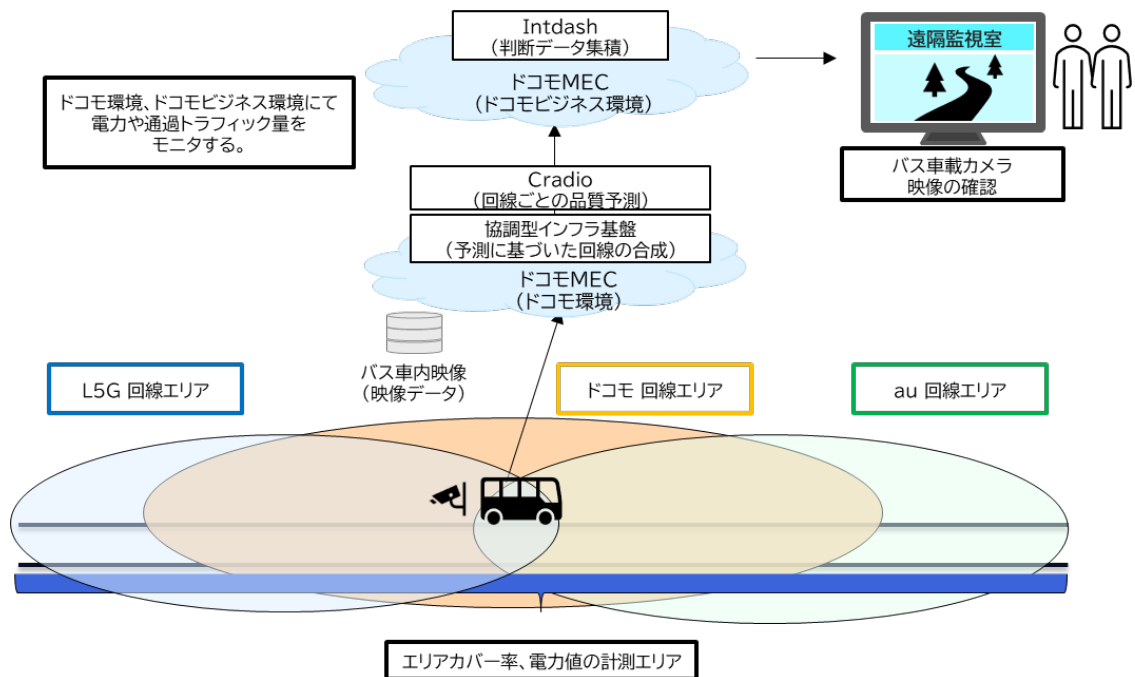 Intdash
(判断データ集積)
ドコモMEC
(ドコモビジネス環境)
遠隔監視室
バス車載カメラ
映像の確認
ドコモ環境、ドコモビジネス環境にて
電力や通過トラフィック量を
モニタする。
Cradio
(回線ごとの品質予測)
協調型インフラ基盤
(予測に基づいた回線の合成)
ドコモMEC
(ドコモ環境)
バス車内映像
(映像データ)
L5G 回線エリア
ドコモ 回線エリア
au 回線エリア
エリアカバー率、電力値の計測エリア